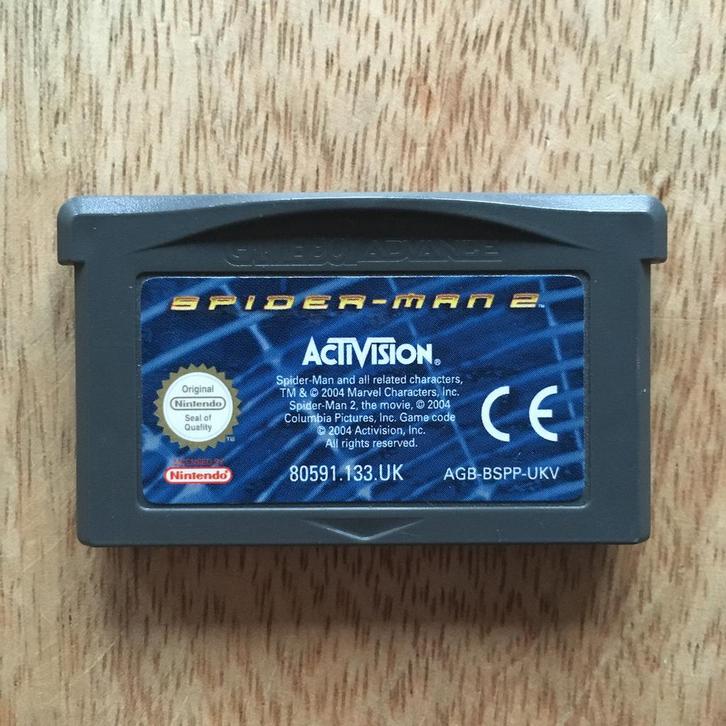 GAME BOY ADVANCE
SPIDER-MAN 2™
ACTIVISION®
Spider-Man and all related characters,
TM & © 2004 Marvel Characters, Inc.
Spider-Man 2, the movie, © 2004
Columbia Pictures, Inc. Game code
© 2004 Activision, Inc.
All rights reserved.
Original
Nintendo
Seal of
Quality
TM
CE
LICENSED BY
Nintendo
80591.133.UK
AGB-BSPP-UKV